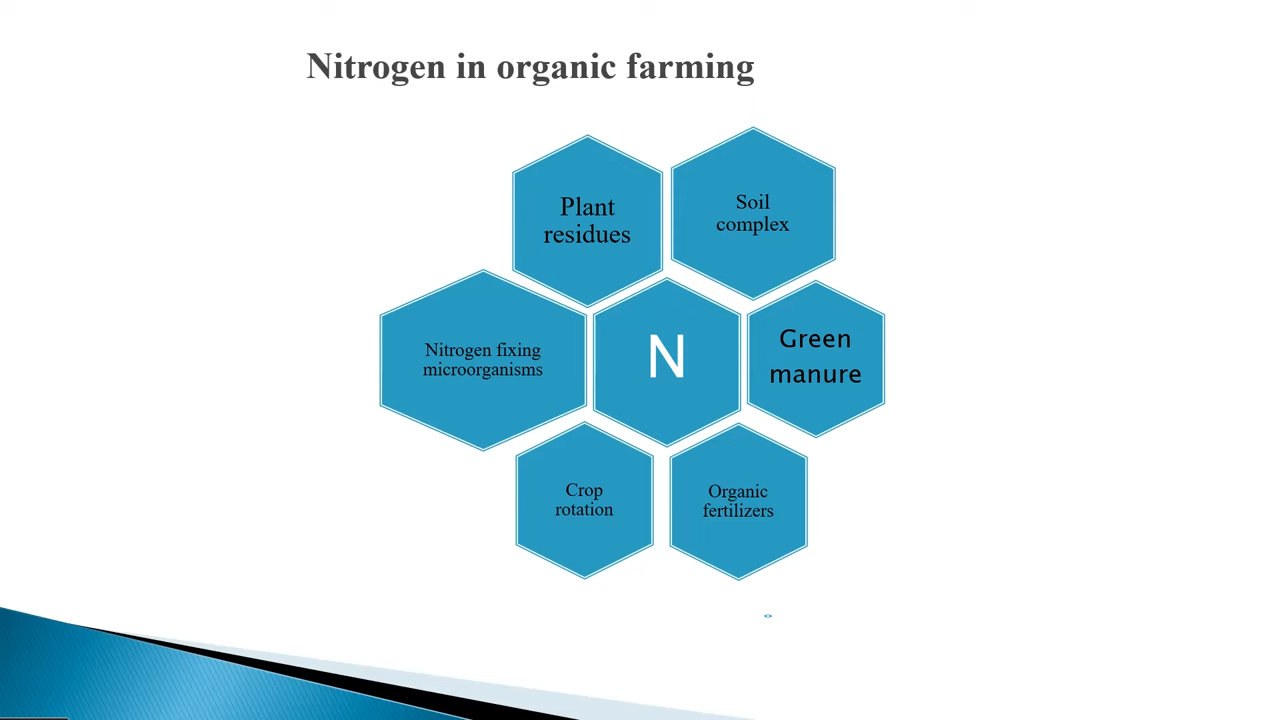 Nitrogen in organic farming
Plant
residues
Soil
complex
Nitrogen fixing
microorganisms
N
Green
manure
Crop
rotation
Organic
fertilizers